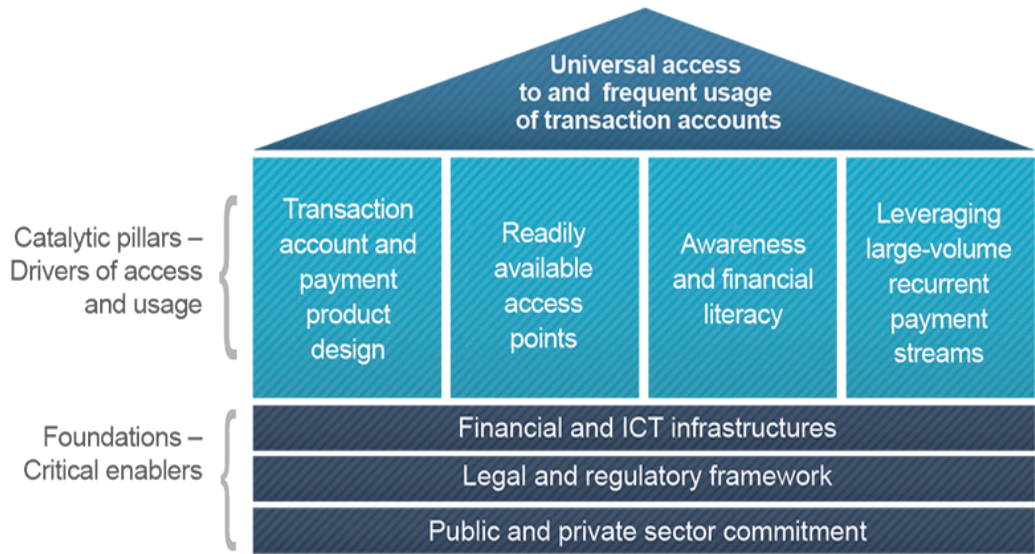 Universal access
to and frequent usage
of transaction accounts
Catalytic pillars –
Drivers of access
and usage
Transaction
account and
payment
product
design
Readily
available
access
points
Awareness
and financial
literacy
Leveraging
large-volume
recurrent
payment
streams
Foundations –
Critical enablers
Financial and ICT infrastructures
Legal and regulatory framework
Public and private sector commitment